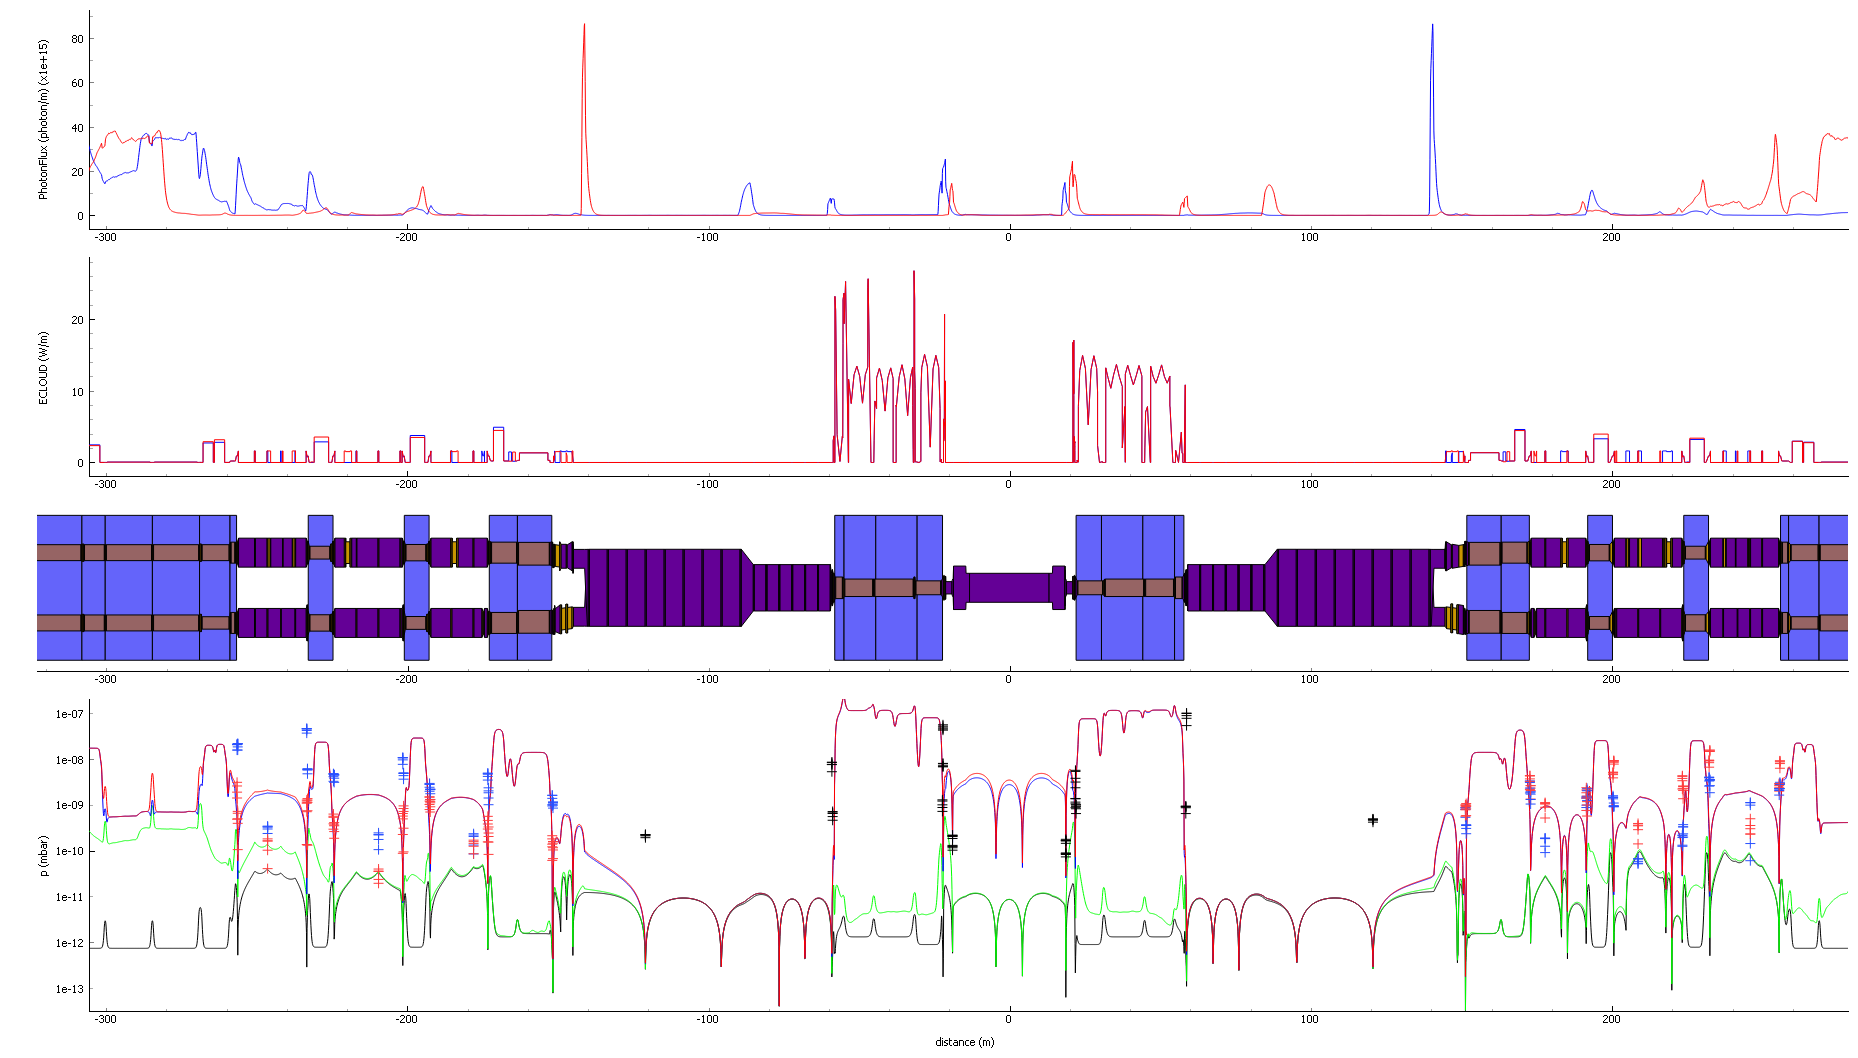 PhotonFlux (photon/m) (x1e+15)
80
60
40
20
0
-300 -200 -100 0 100 200
ECLOUD (W/m)
20
10
0
-300 -200 -100 0 100 200
-300 -200 -100 0 100 200
p (mbar)
1e-07
1e-08
1e-09
1e-10
1e-11
1e-12
1e-13
-300 -200 -100 0 100 200
distance (m)